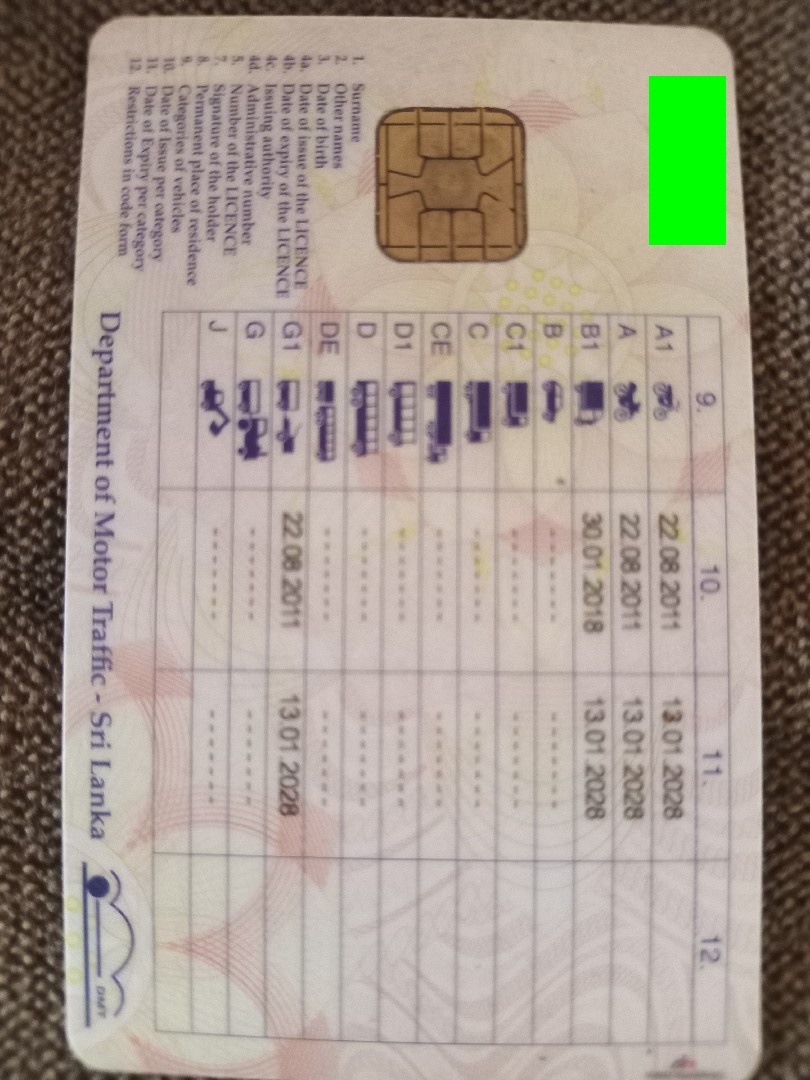 1. Surname
2. Other names
3. Date of birth
4a. Date of issue of the LICENCE
4b. Date of expiry of the LICENCE
4c. Issuing authority
4d. Administrative number
5. Number of the LICENCE
7. Signature of the holder
8. Permanent place of residence
9. Categories of vehicles
10. Date of Issue per category
11. Date of Expiry per category
12. Restrictions in code form
9. 10. 11. 12.
A1 22.08.2011 13.01.2028
A 22.08.2011 13.01.2028
B1 30.01.2018 13.01.2028
B - - - - - - - - - - - - - -
C1 - - - - - - - - - - - - - -
C - - - - - - - - - - - - - -
CE - - - - - - - - - - - - - -
D1 - - - - - - - - - - - - - -
D - - - - - - - - - - - - - -
DE - - - - - - - - - - - - - -
G1 22.08.2011 13.01.2028
G - - - - - - - - - - - - - -
J - - - - - - - - - - - - - -
Department of Motor Traffic - Sri Lanka
DMT